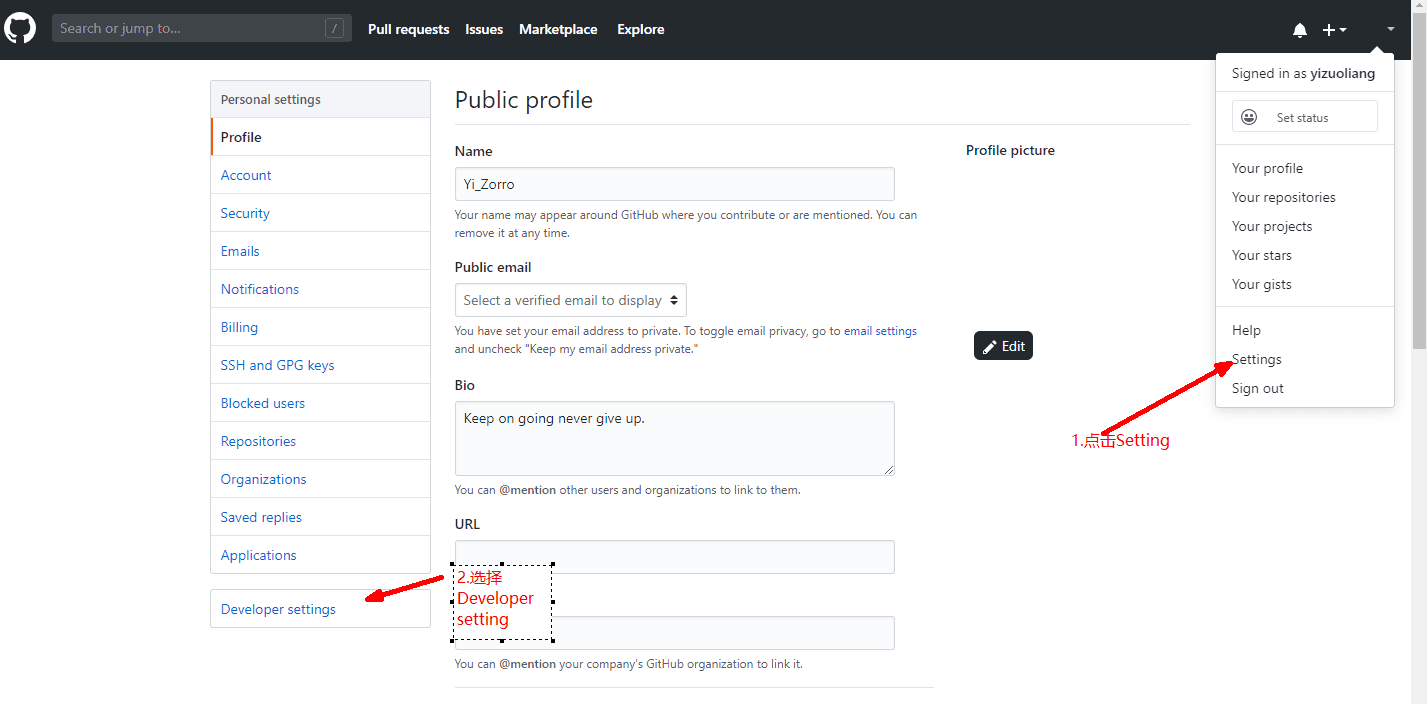 Search or jump to... /
Pull requests Issues Marketplace Explore
Signed in as yizuoliang
Set status
Your profile
Your repositories
Your projects
Your stars
Your gists
Help
Settings
Sign out
1.点击Setting
Personal settings
Profile
Account
Security
Emails
Notifications
Billing
SSH and GPG keys
Blocked users
Repositories
Organizations
Saved replies
Applications
Developer settings
Public profile
Name
Yi_Zorro
Your name may appear around GitHub where you contribute or are mentioned. You can
remove it at any time.
Public email
Select a verified email to display
You have set your email address to private. To toggle email privacy, go to email settings
and uncheck "Keep my email address private."
Bio
Keep on going never give up.
You can @mention other users and organizations to link to them.
URL
2.选择
Developer
setting
You can @mention your company's GitHub organization to link it.
Profile picture
Edit